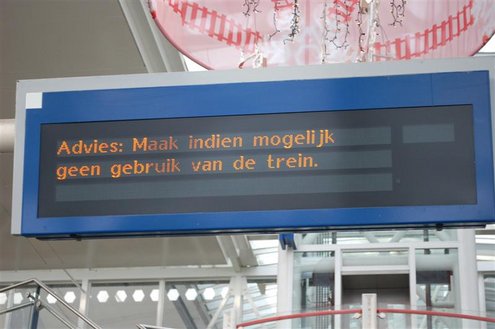 Advies: Maak indien mogelijk
geen gebruik van de trein.